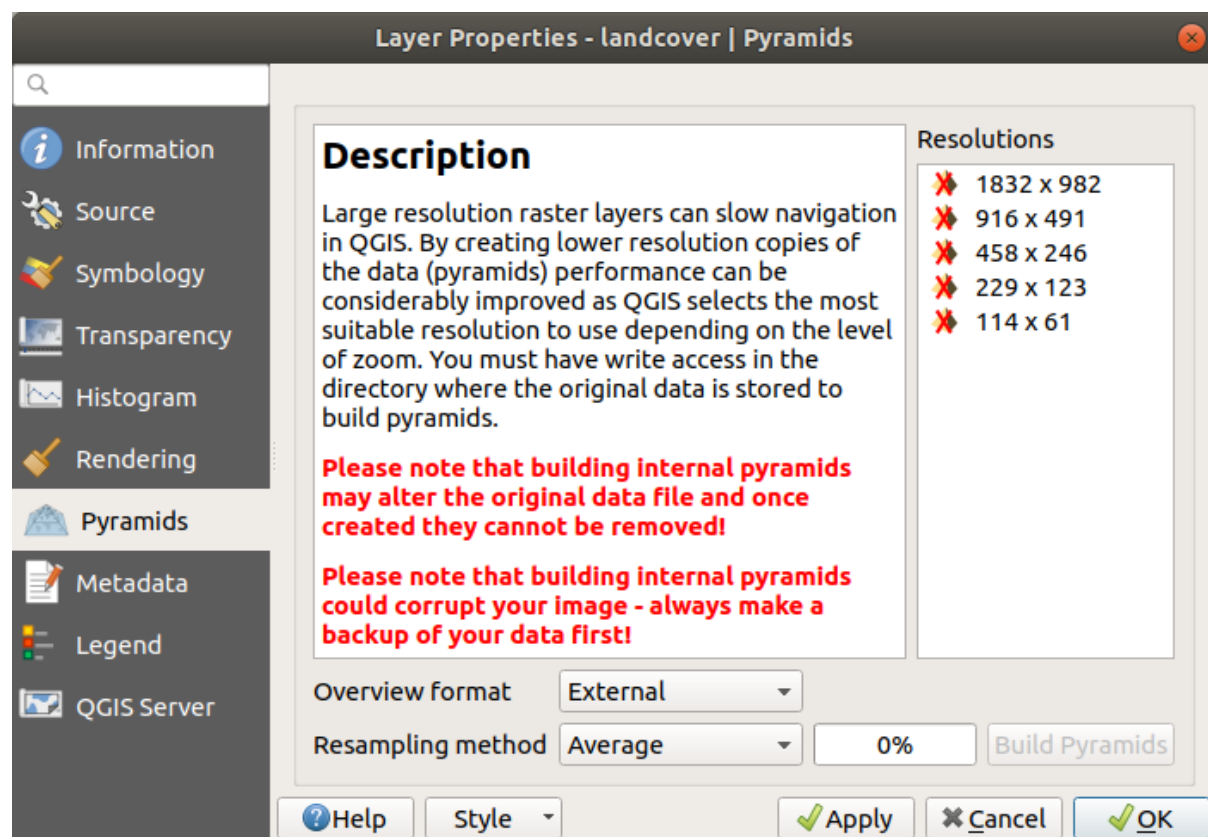 Layer Properties - landcover | Pyramids
Information
Source
Symbology
Transparency
Histogram
Rendering
Pyramids
Metadata
Legend
QGIS Server
Description
Large resolution raster layers can slow navigation
in QGIS. By creating lower resolution copies of
the data (pyramids) performance can be
considerably improved as QGIS selects the most
suitable resolution to use depending on the level
of zoom. You must have write access in the
directory where the original data is stored to
build pyramids.
Please note that building internal pyramids
may alter the original data file and once
created they cannot be removed!
Please note that building internal pyramids
could corrupt your image - always make a
backup of your data first!
Resolutions
1832 x 982
916 x 491
458 x 246
229 x 123
114 x 61
Overview format External
Resampling method Average 0% Build Pyramids
Help Style Apply Cancel OK